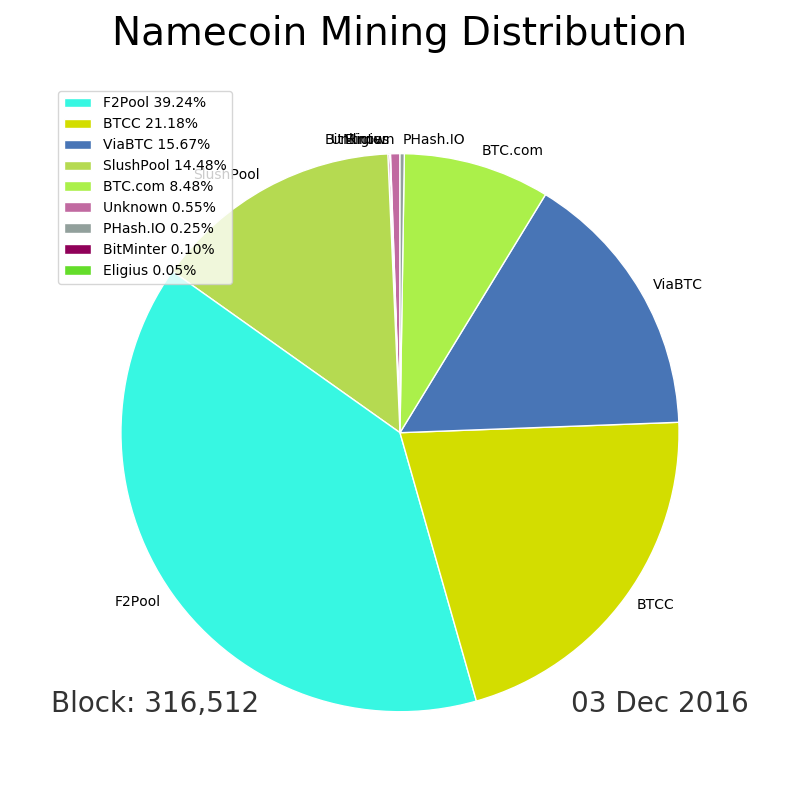 Namecoin Mining Distribution
F2Pool 39.24%
BTCC 21.18%
ViaBTC 15.67%
SlushPool 14.48%
BTC.com 8.48%
Unknown 0.55%
PHash.IO 0.25%
BitMinter 0.10%
Eligius 0.05%
PHash.IO
BTC.com
SlushPool
ViaBTC
F2Pool
BTCC
Block: 316,512
03 Dec 2016